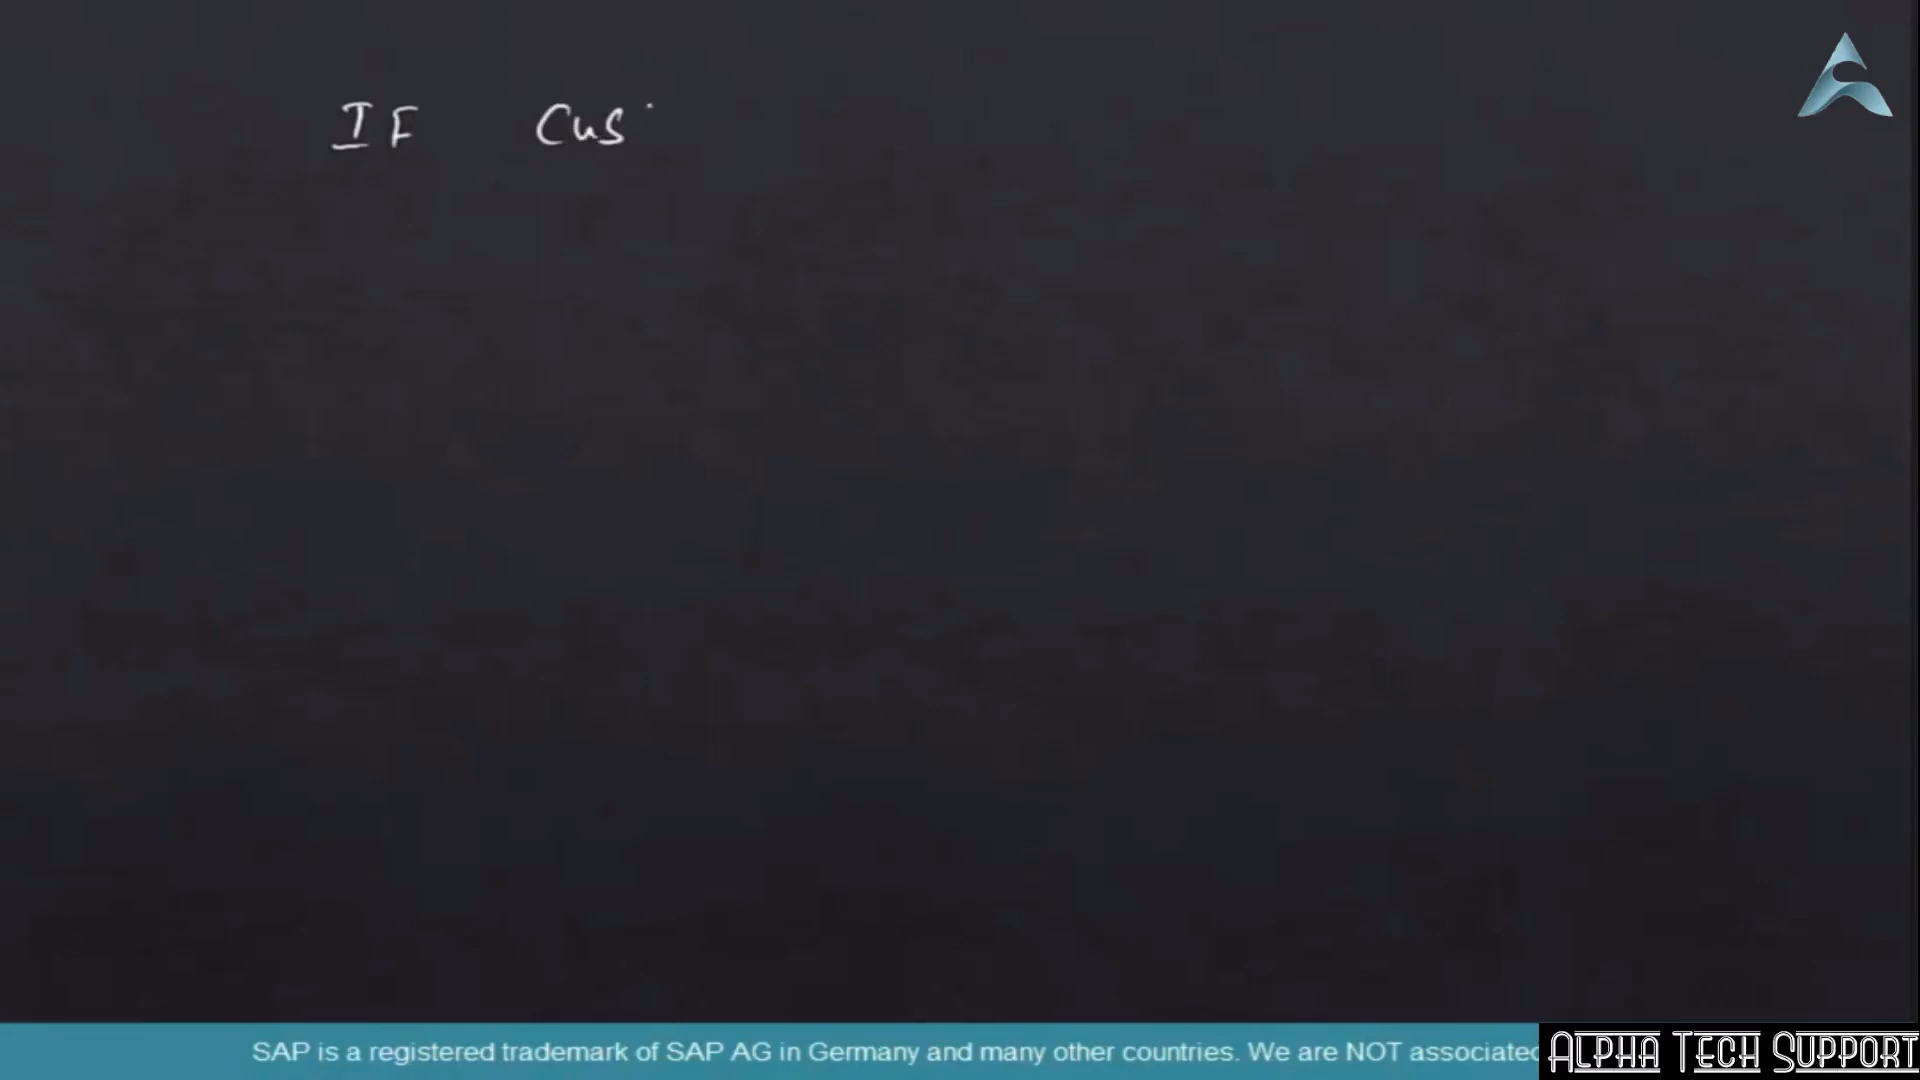 IF Cus
SAP is a registered trademark of SAP AG in Germany and many other countries. We are NOT associated
ALPHA TECH SUPPORT